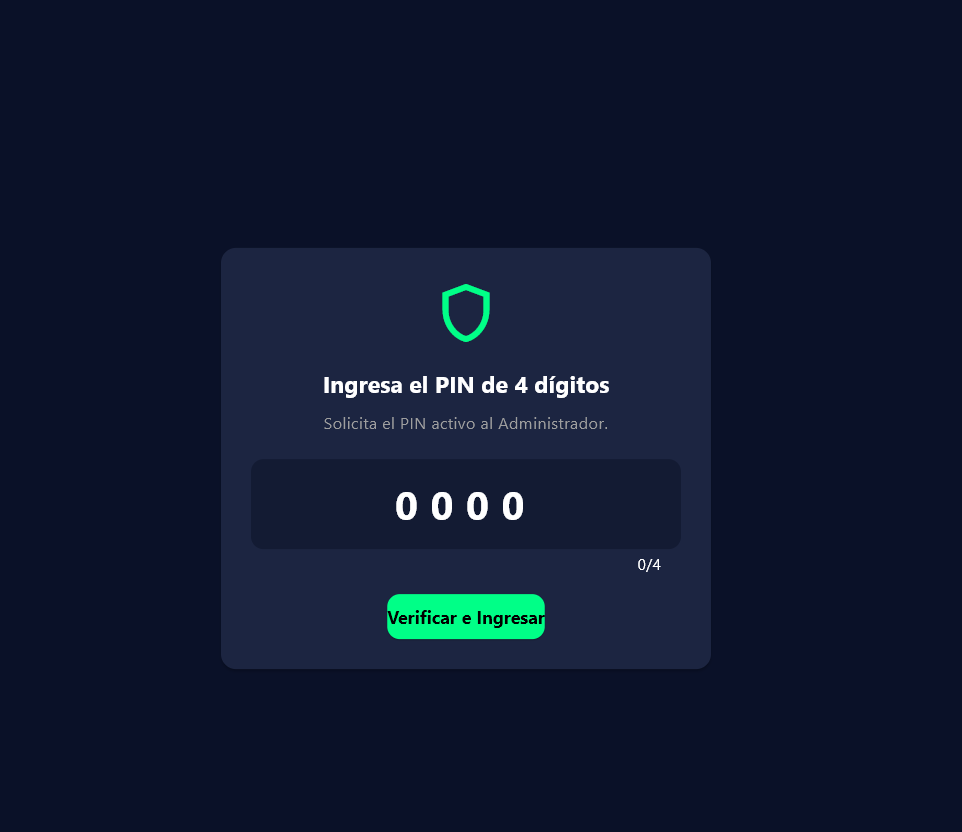 Ingresa el PIN de 4 dígitos
Solicita el PIN activo al Administrador.
0 0 0 0
0/4
Verificar e Ingresar